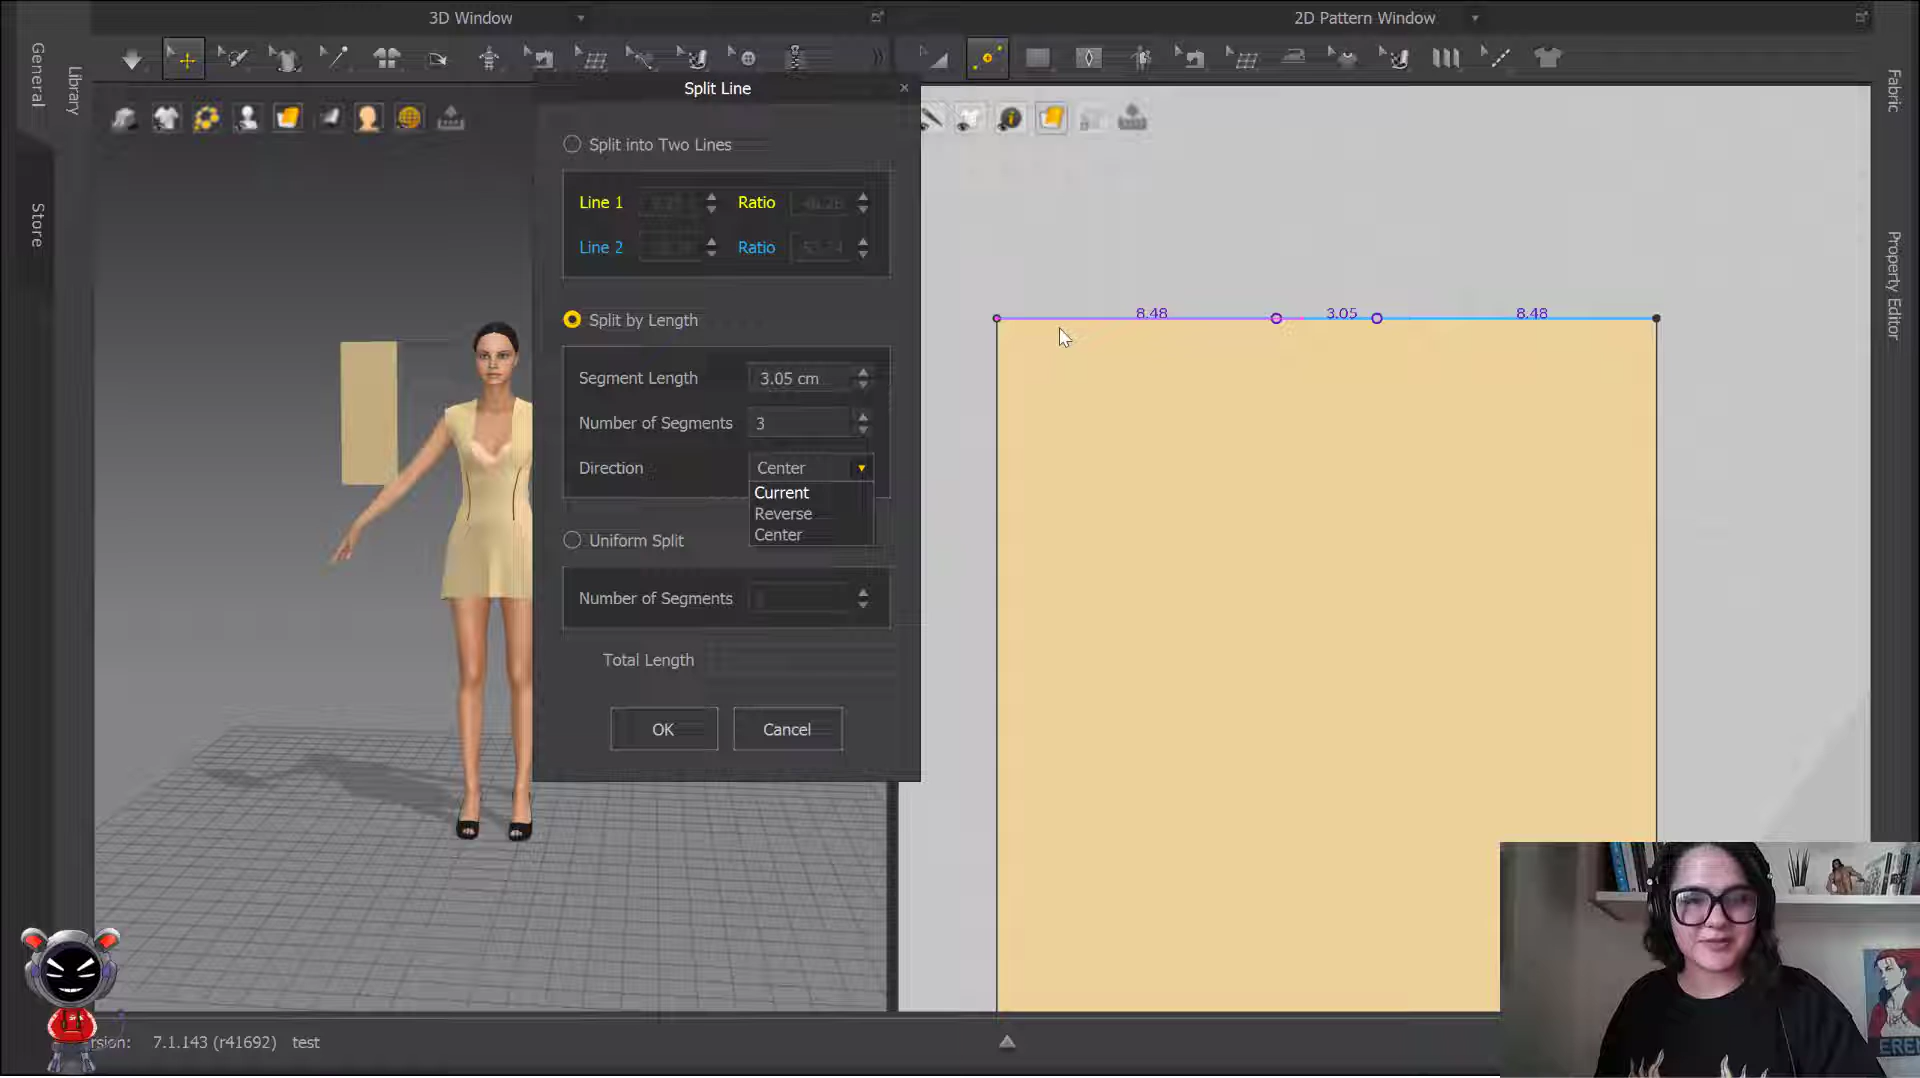 3D Window
2D Pattern Window
General
Library
Store
Split Line
Split into Two Lines
Line 1
Ratio
Line 2
Ratio
Split by Length
Segment Length
3.05 cm
Number of Segments
3
Direction
Center
Current
Reverse
Center
Uniform Split
Number of Segments
Total Length
OK
Cancel
8.48
3.05
8.48
Fabric
Property Editor
rsion: 7.1.143 (r41692) test
EREN